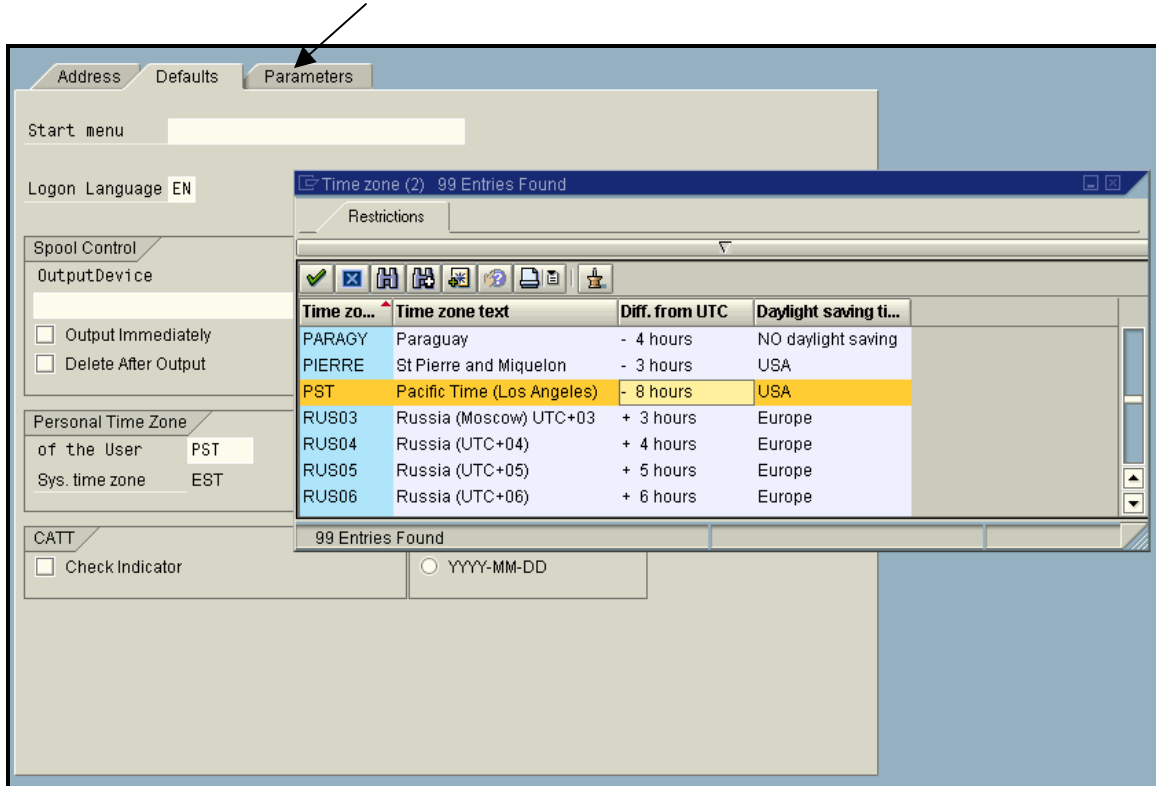 Address Defaults Parameters
Start menu
Logon Language EN
Spool Control
OutputDevice
Output Immediately
Delete After Output
Personal Time Zone
of the User PST
Sys. time zone EST
CATT
Check Indicator
YYYY-MM-DD
Time zone (2) 99 Entries Found
Restrictions
Time zo... Time zone text Diff. from UTC Daylight saving ti...
PARAGY Paraguay - 4 hours NO daylight saving
PIERRE St Pierre and Miquelon - 3 hours USA
PST Pacific Time (Los Angeles) - 8 hours USA
RUS03 Russia (Moscow) UTC+03 + 3 hours Europe
RUS04 Russia (UTC+04) + 4 hours Europe
RUS05 Russia (UTC+05) + 5 hours Europe
RUS06 Russia (UTC+06) + 6 hours Europe
99 Entries Found